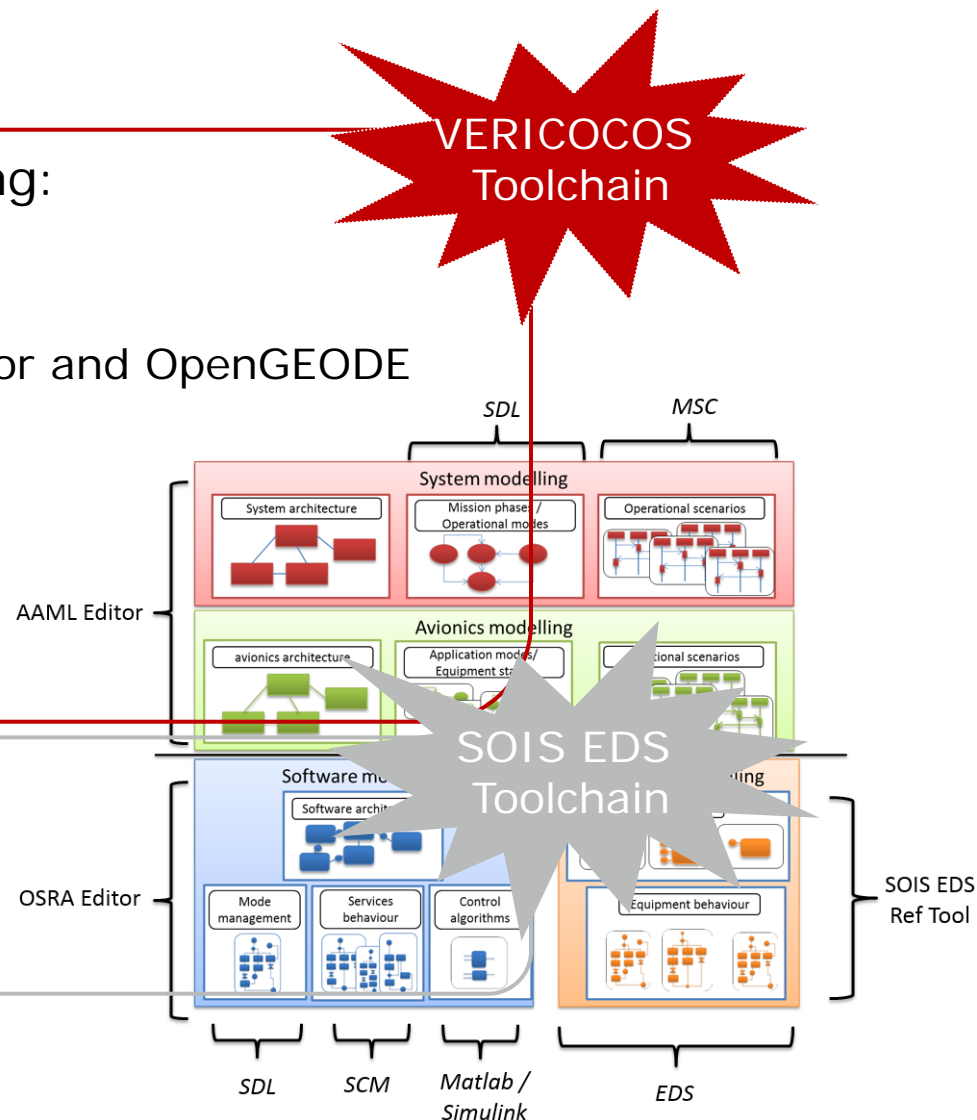 VERICOCOS
Toolchain
ng:
or and OpenGEODE
SDL
MSC
System modelling
System architecture
Mission phases /
Operational modes
Operational scenarios
AAML Editor
Avionics modelling
avionics architecture
Application modes/
Equipment sta
tional scenarios
SOIS EDS
Toolchain
Software mo
lling
Software archit
OSRA Editor
Mode
management
Services
behaviour
Control
algorithms
Equipment behaviour
SOIS EDS
Ref Tool
SDL
SCM
Matlab /
Simulink
EDS